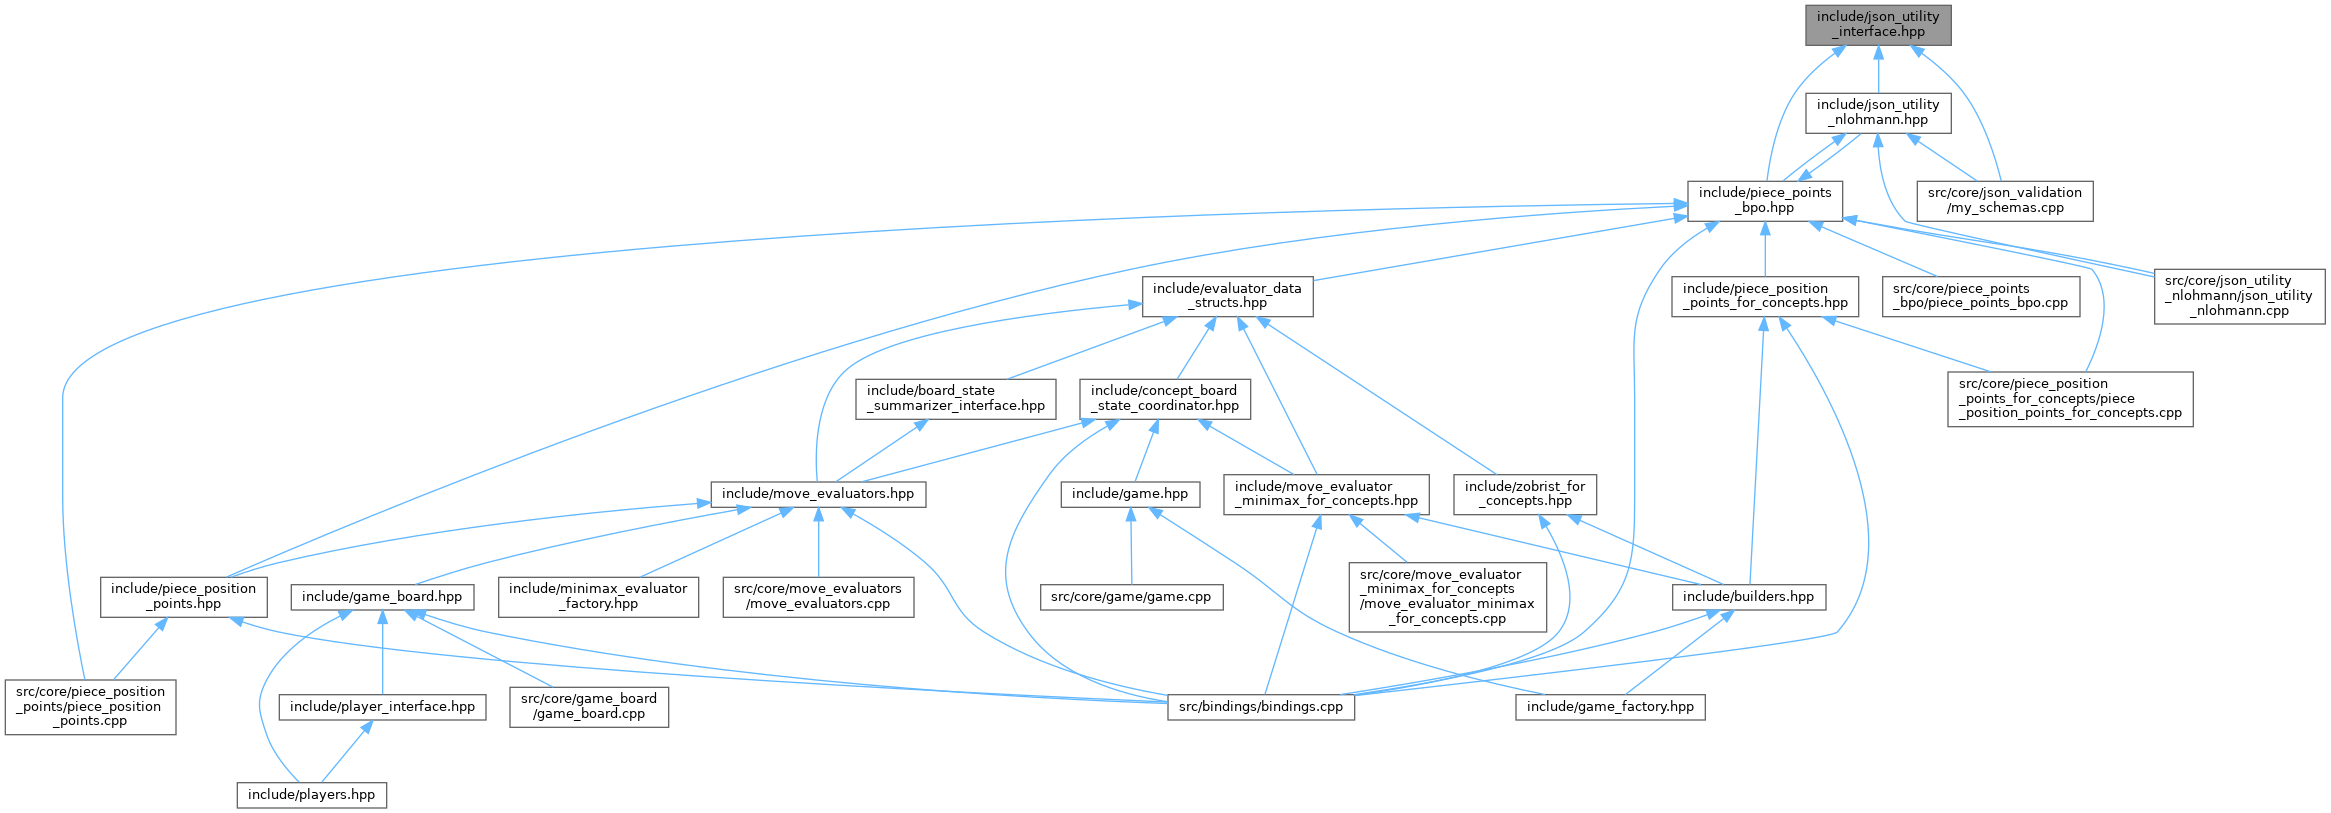 include/json_utility
_interface.hpp
include/json_utility
_nlohmann.hpp
include/piece_points
_bpo.hpp
src/core/json_validation
/my_schemas.cpp
include/evaluator_data
_structs.hpp
include/piece_position
_points_for_concepts.hpp
src/core/piece_points
_bpo/piece_points_bpo.cpp
src/core/json_utility
_nlohmann/json_utility
_nlohmann.cpp
include/board_state
_summarizer_interface.hpp
include/concept_board
_state_coordinator.hpp
src/core/piece_position
_points_for_concepts/piece
_position_points_for_concepts.cpp
include/move_evaluators.hpp
include/game.hpp
include/move_evaluator
_minimax_for_concepts.hpp
include/zobrist_for
_concepts.hpp
include/piece_position
_points.hpp
include/game_board.hpp
include/minimax_evaluator
_factory.hpp
src/core/move_evaluators
/move_evaluators.cpp
src/core/game/game.cpp
src/core/move_evaluator
_minimax_for_concepts
/move_evaluator_minimax
_for_concepts.cpp
include/builders.hpp
src/core/piece_position
_points/piece_position
_points.cpp
include/player_interface.hpp
src/core/game_board
/game_board.cpp
src/bindings/bindings.cpp
include/game_factory.hpp
include/players.hpp